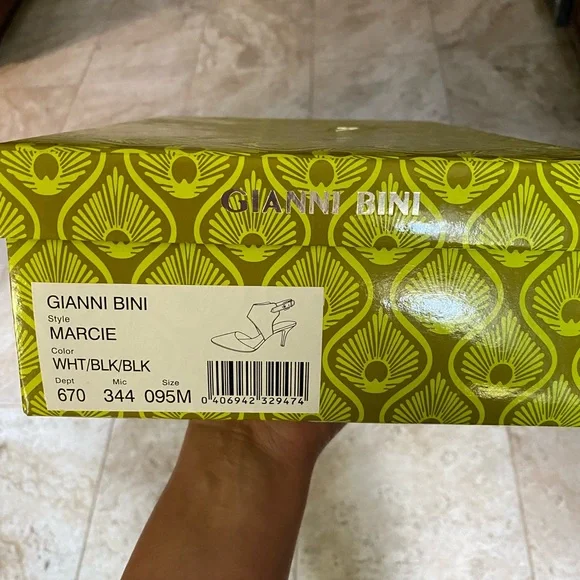 GIANNI BINI
GIANNI BINI
Style
MARCIE
Color
WHT/BLK/BLK
Dept Mic Size
670 344 095M
0 406942 329474